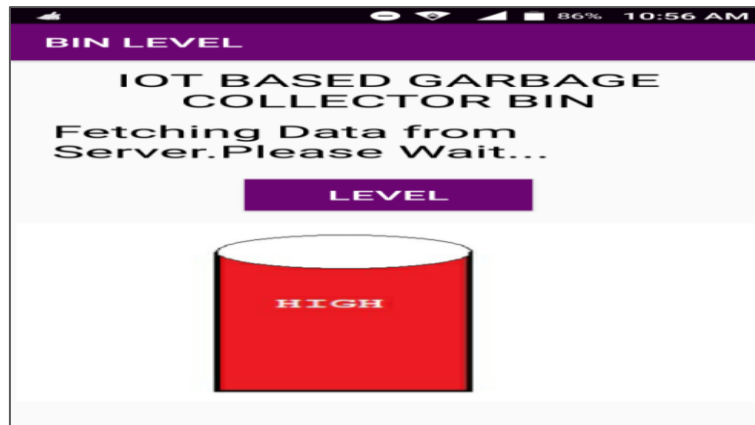 86% 10:56 AM
BIN LEVEL
IOT BASED GARBAGE
COLLECTOR BIN
Fetching Data from
Server.Please Wait...
LEVEL
HIGH